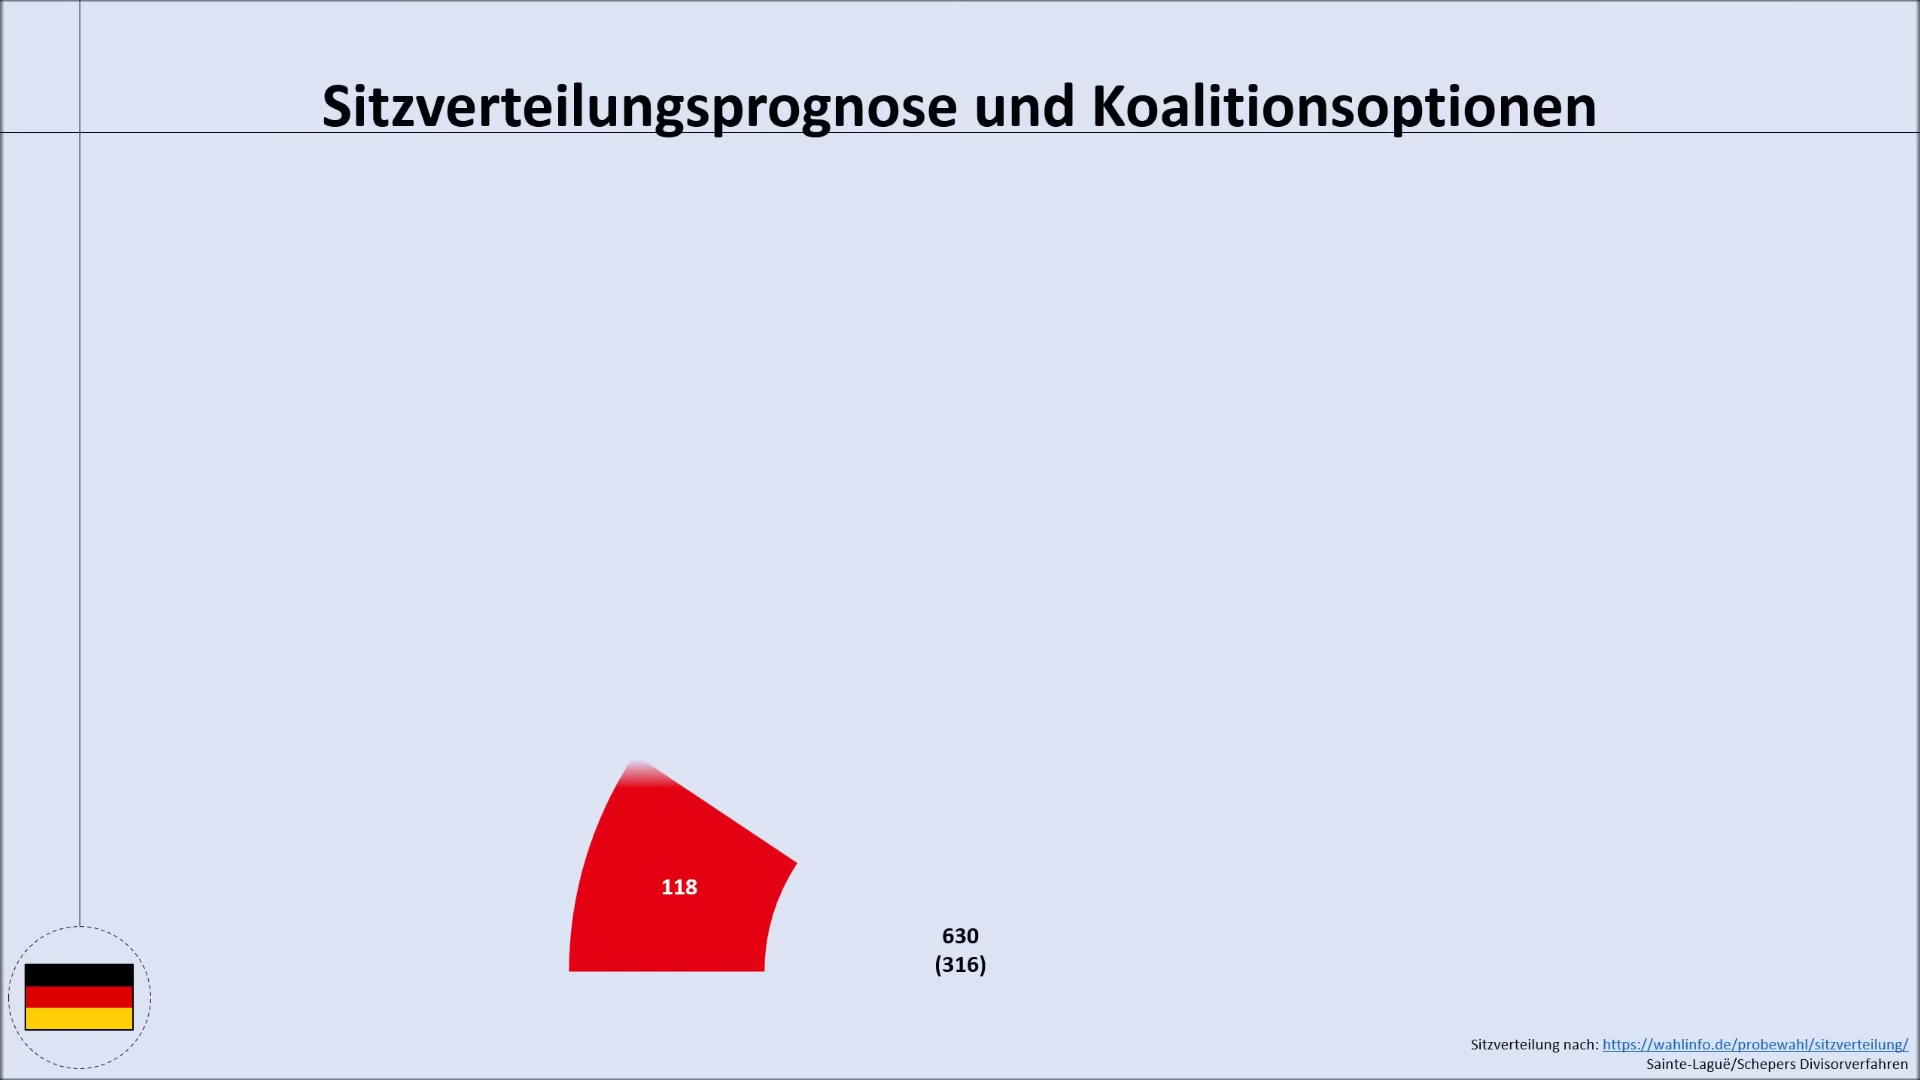 Sitzverteilungsprognose und Koalitionsoptionen
118
630
(316)
Sitzverteilung nach: https://wahlinfo.de/probewahl/sitzverteilung/
Sainte-Laguë/Schepers Divisorverfahren